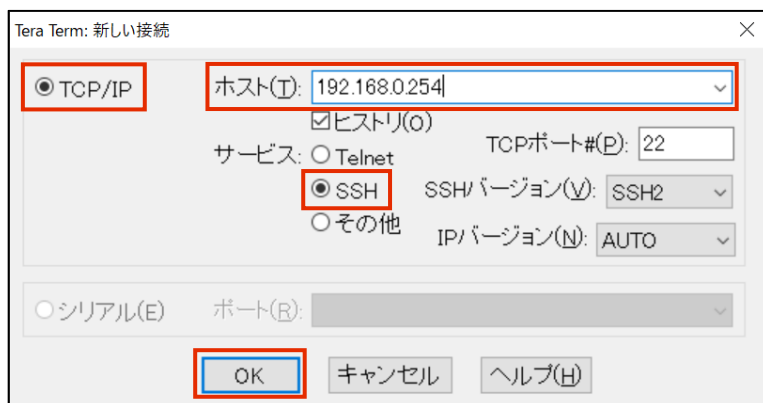 Tera Term: 新しい接続
TCP/IP ホスト(T): 192.168.0.254
ヒストリ(O)
サービス: Telnet TCPポート#(P): 22
SSH SSHバージョン(V): SSH2
その他 IPバージョン(N): AUTO
シリアル(E) ポート(R):
OK キャンセル ヘルプ(H)